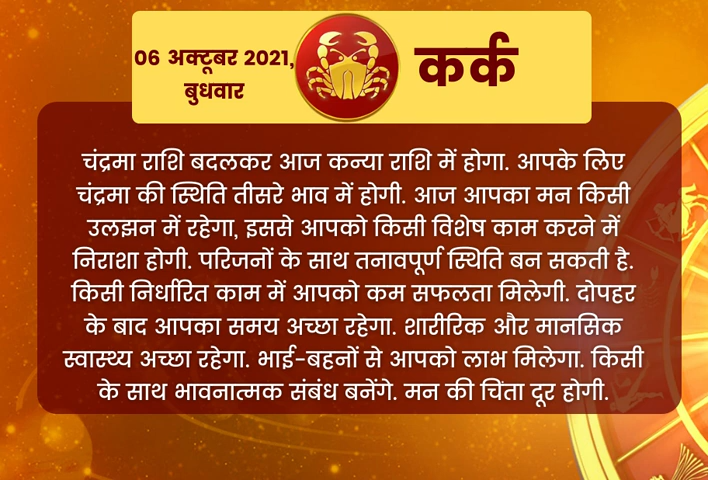 06 अक्टूबर 2021,
बुधवार
कर्क
चंद्रमा राशि बदलकर आज कन्या राशि में होगा. आपके लिए
चंद्रमा की स्थिति तीसरे भाव में होगी. आज आपका मन किसी
उलझन में रहेगा, इससे आपको किसी विशेष काम करने में
निराशा होगी. परिजनों के साथ तनावपूर्ण स्थिति बन सकती है.
किसी निर्धारित काम में आपको कम सफलता मिलेगी. दोपहर
के बाद आपका समय अच्छा रहेगा. शारीरिक और मानसिक
स्वास्थ्य अच्छा रहेगा. भाई-बहनों से आपको लाभ मिलेगा. किसी
के साथ भावनात्मक संबंध बनेंगे. मन की चिंता दूर होगी.